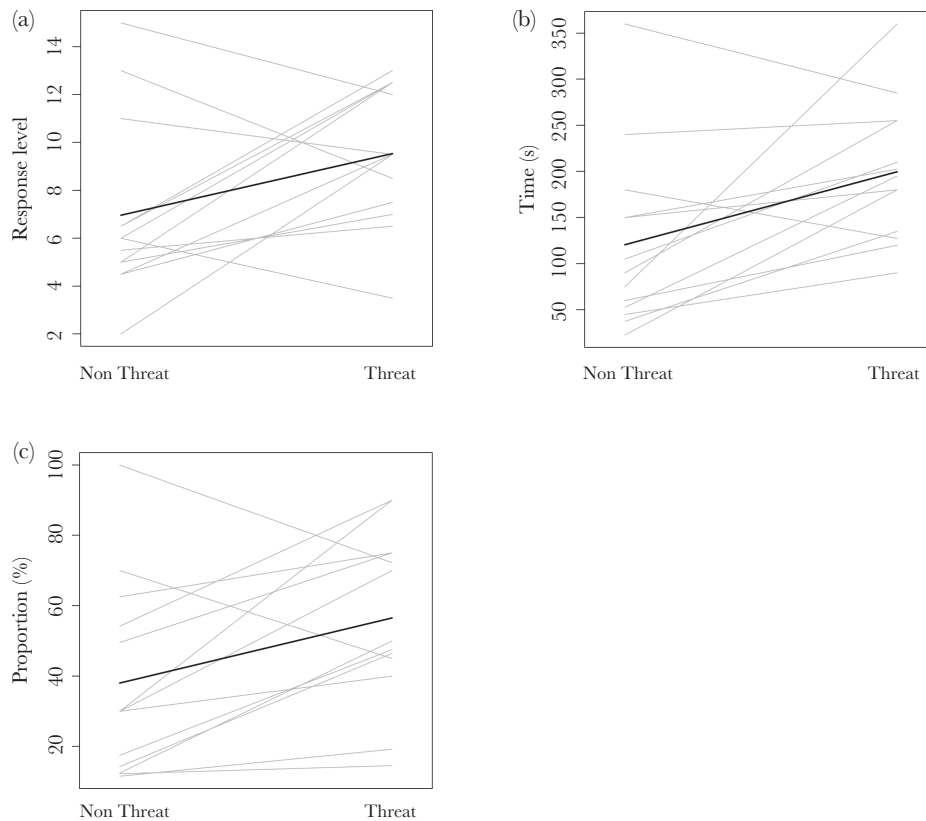 (a)
Response level
14
12
10
8
6
4
2
Non Threat
Threat
(b)
Time (s)
350
300
250
200
150
100
50
Non Threat
Threat
(c)
Proportion (%)
100
80
60
40
20
Non Threat
Threat